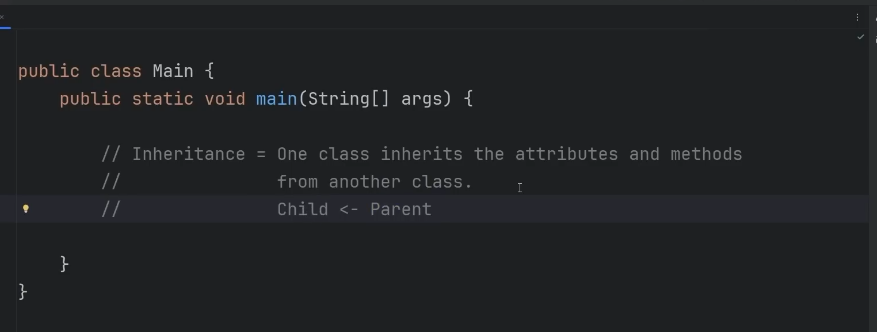 public class Main {
    public static void main(String[] args) {
        // Inheritance = One class inherits the attributes and methods
        //               from another class.
        //               Child <- Parent
    }
}